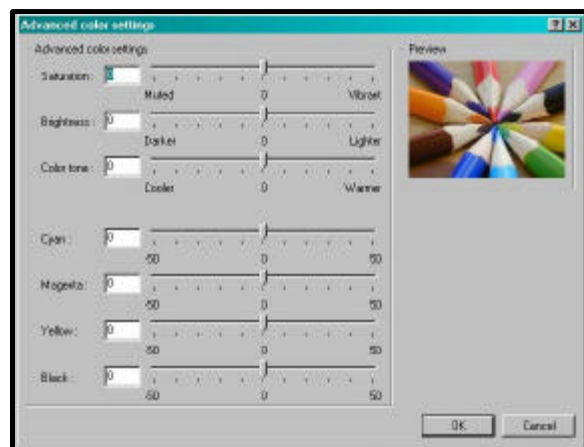 Advanced color settings
Advanced color settings
Preview
Saturation : 0
Muted 0 Vibrant
Brightness : 0
Darker 0 Lighter
Color tone : 0
Cooler 0 Warmer
Cyan : 0
-50 0 50
Magenta : 0
-50 0 50
Yellow : 0
-50 0 50
Black : 0
-50 0 50
OK Cancel